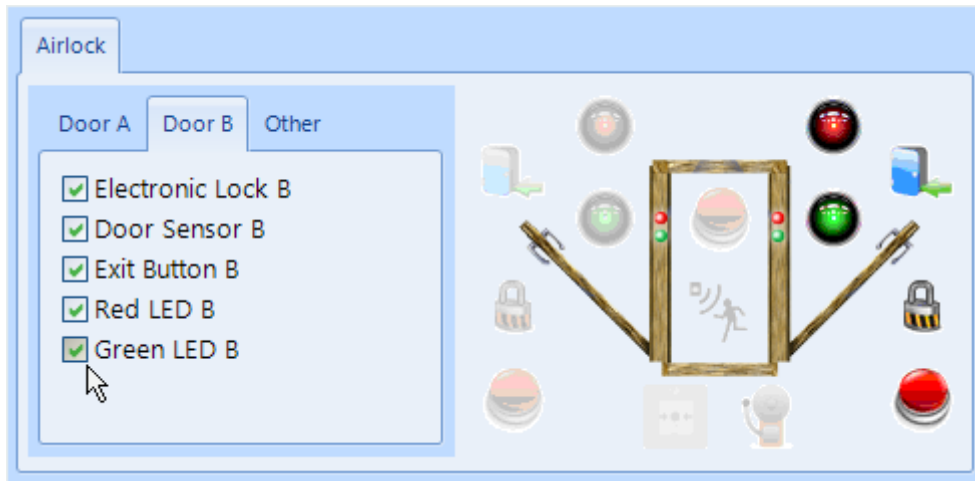 Airlock
Door A Door B Other
Electronic Lock B
Door Sensor B
Exit Button B
Red LED B
Green LED B